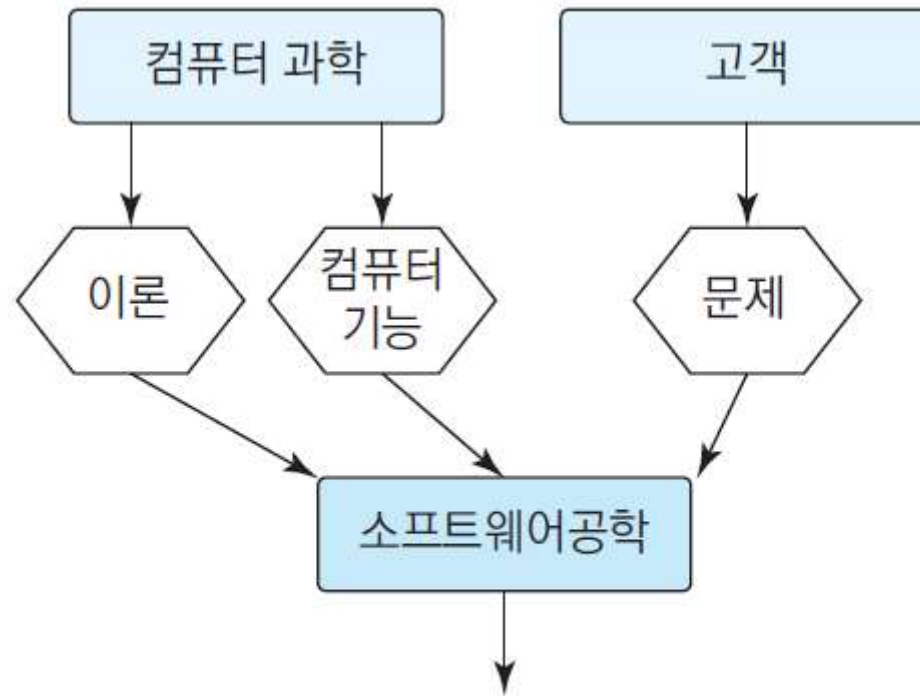 컴퓨터 과학
고객
이론
컴퓨터
기능
문제
소프트웨어공학